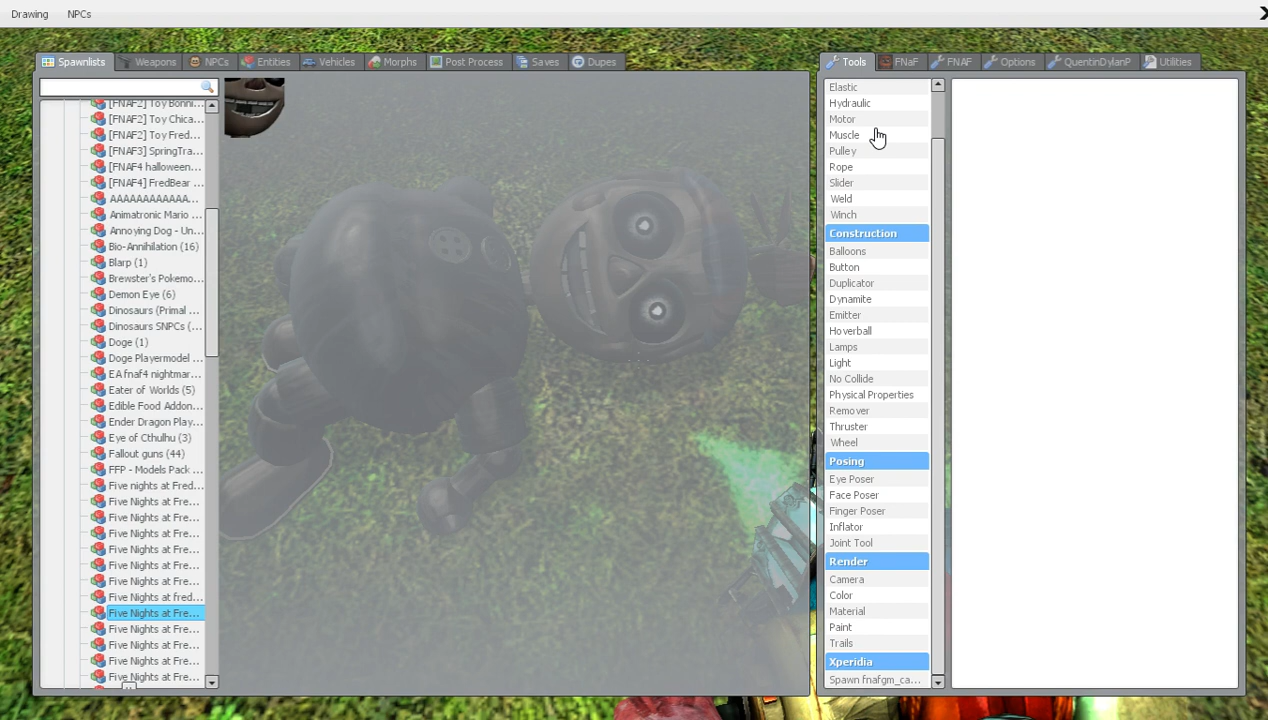 Drawing NPCs
Spawnlists Weapons NPCs Entities Vehicles Morphs Post Process Saves Dupes
Tools FNaF FNAF Options QuentinDylanP Utilities
[FNAF2] Toy Bonni...
[FNAF2] Toy Chica...
[FNAF2] Toy Fred...
[FNAF3] SpringTra...
[FNAF4 halloween...
[FNAF4] FredBear ...
AAAAAAAAAAAA...
Animatronic Mario ...
Annoying Dog - Un...
Bio-Annihilation (16)
Blarp (1)
Brewster's Pokemo...
Demon Eye (6)
Dinosaurs (Primal ...
Dinosaurs SNPCs (...
Doge (1)
Doge Playermodel ...
EA fnaf4 nightmar...
Eater of Worlds (5)
Edible Food Addon...
Ender Dragon Play...
Eye of Cthulhu (3)
Fallout guns (44)
FFP - Models Pack ...
Five nights at Fred...
Five Nights at Fre...
Five Nights at Fre...
Five Nights at Fre...
Five Nights at Fre...
Five Nights at Fre...
Five Nights at Fre...
Five Nights at fred...
Five Nights at Fre...
Five Nights at Fre...
Five Nights at Fre...
Five Nights at Fre...
Five Nights at Fre...
Elastic
Hydraulic
Motor
Muscle
Pulley
Rope
Slider
Weld
Winch
Construction
Balloons
Button
Duplicator
Dynamite
Emitter
Hoverball
Lamps
Light
No Collide
Physical Properties
Remover
Thruster
Wheel
Posing
Eye Poser
Face Poser
Finger Poser
Inflator
Joint Tool
Render
Camera
Color
Material
Paint
Trails
Xperidia
Spawn fnafgm_ca...